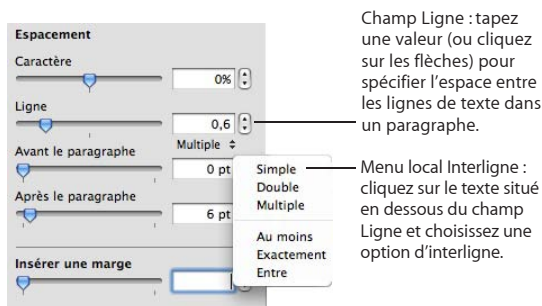 Espacement
Caractère
0%
Ligne
0,6
Multiple
Avant le paragraphe
0 pt
Après le paragraphe
6 pt
Insérer une marge
Simple
Double
Multiple
Au moins
Exactement
Entre
Champ Ligne : tapez
une valeur (ou cliquez
sur les flèches) pour
spécifier l’espace entre
les lignes de texte dans
un paragraphe.
Menu local Interligne :
cliquez sur le texte situé
en dessous du champ
Ligne et choisissez une
option d’interligne.